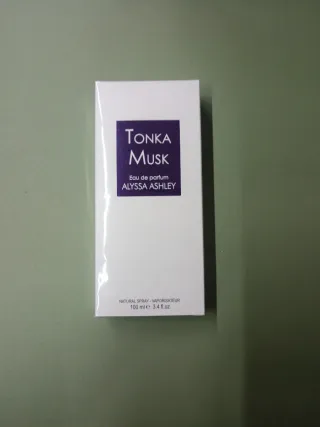 TONKA
MUSK
Eau de parfum
ALYSSA ASHLEY
NATURAL SPRAY - VAPORISATEUR
100 ml e 3.4 fl oz